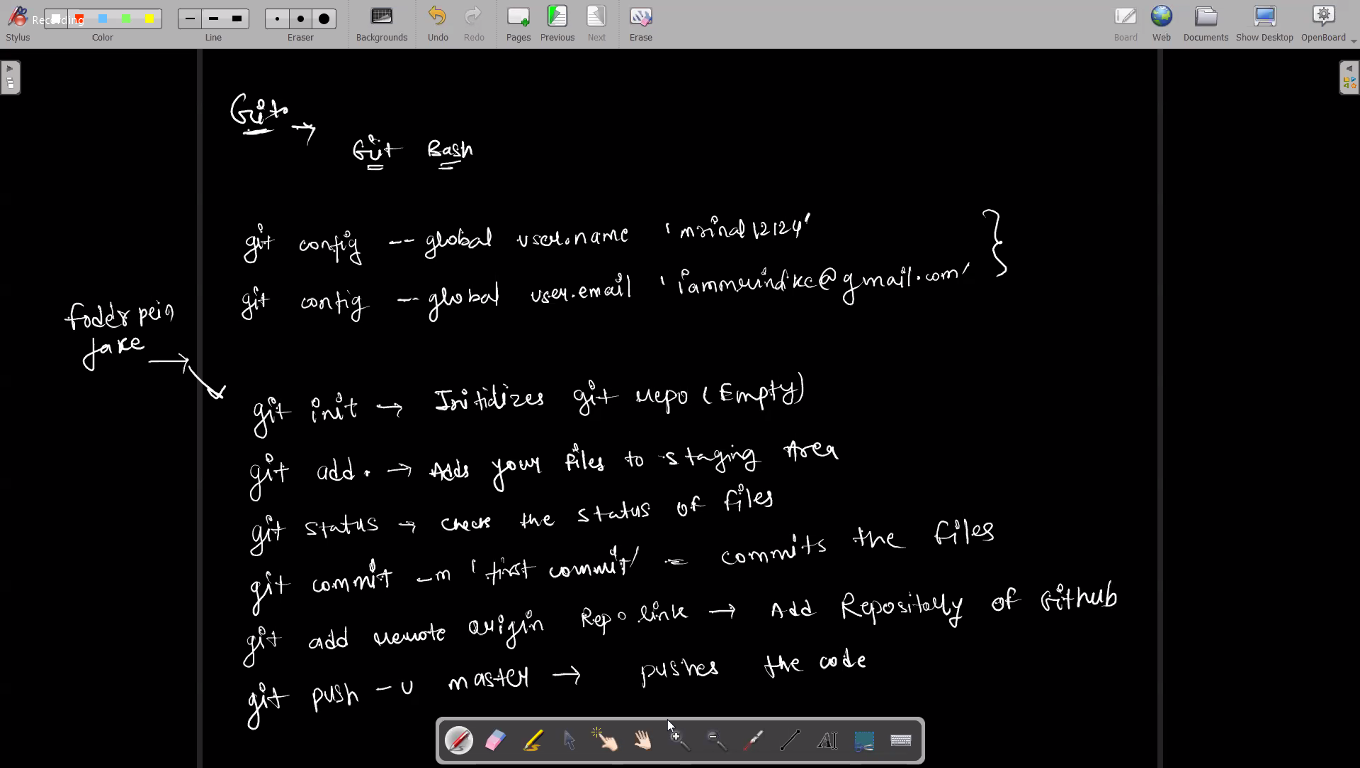 Recording
Stylus
Color
Line
Eraser
Backgrounds
Undo
Redo
Pages
Previous
Next
Erase
Board
Web
Documents
Show Desktop
OpenBoard
Git →
Git Bash
git config --global user.name 'mrinal12124'
git config --global user.email '@gmail.com'
jake →
git init → Initializes git repo (Empty)
git add . → Adds your files to staging Area
git status → check the status of files
git commit -m 'first commit' = commits the files
git add remote origin Repo link → Add Repository of Github
git push -u master → pushes the code